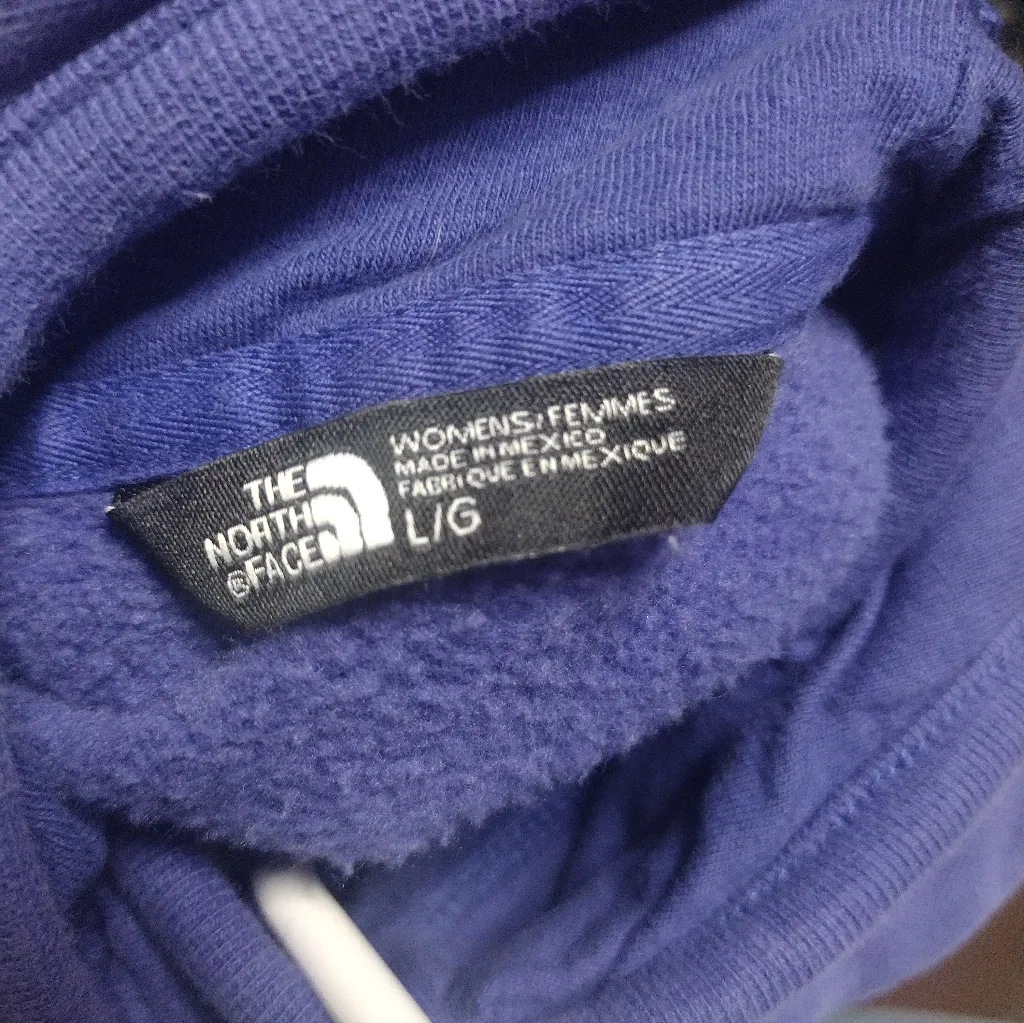 THE
NORTH
®FACE
WOMENS/FEMMES
MADE IN MEXICO
FABRIQUE EN MEXIQUE
L/G